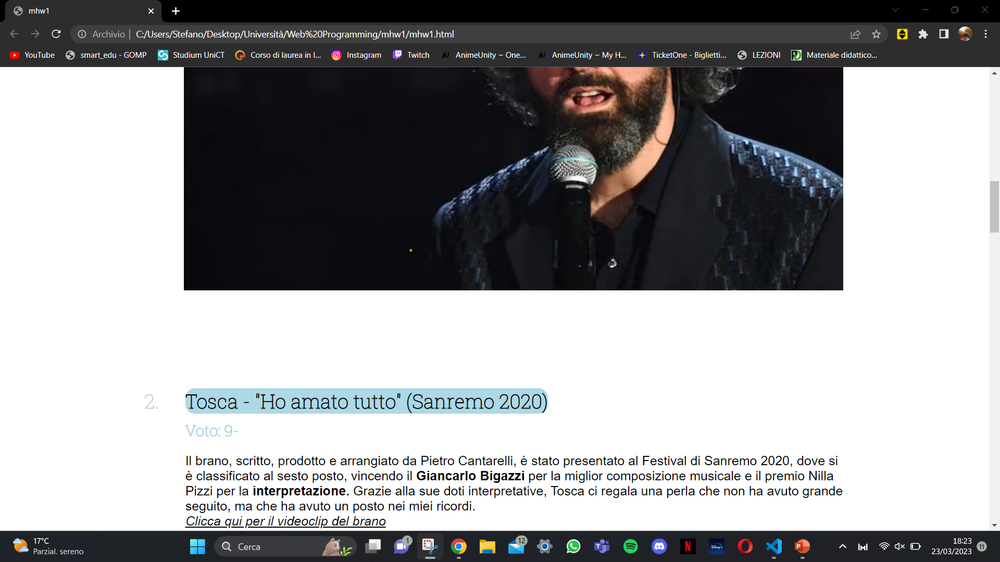 mhw1
Archivio
C:/Users/Stefano/Desktop/Università/Web%20Programming/mhw1/mhw1.html
YouTube
smart_edu - GOMP
Studium UniCT
Corso di laurea in I...
Instagram
Twitch
AnimeUnity ~ One...
AnimeUnity ~ My H...
TicketOne - Biglietti...
LEZIONI
Materiale didattico...
2.
Tosca - "Ho amato tutto" (Sanremo 2020)
Voto: 9-
Il brano, scritto, prodotto e arrangiato da Pietro Cantarelli, è stato presentato al Festival di Sanremo 2020, dove si
è classificato al sesto posto, vincendo il Giancarlo Bigazzi per la miglior composizione musicale e il premio Nilla
Pizzi per la interpretazione. Grazie alla sue doti interpretative, Tosca ci regala una perla che non ha avuto grande
seguito, ma che ha avuto un posto nei miei ricordi.
Clicca qui per il videoclip del brano
17°C
Parzial. sereno
Cerca
1
12
N
Disney+
P
18:23
23/03/2023
11